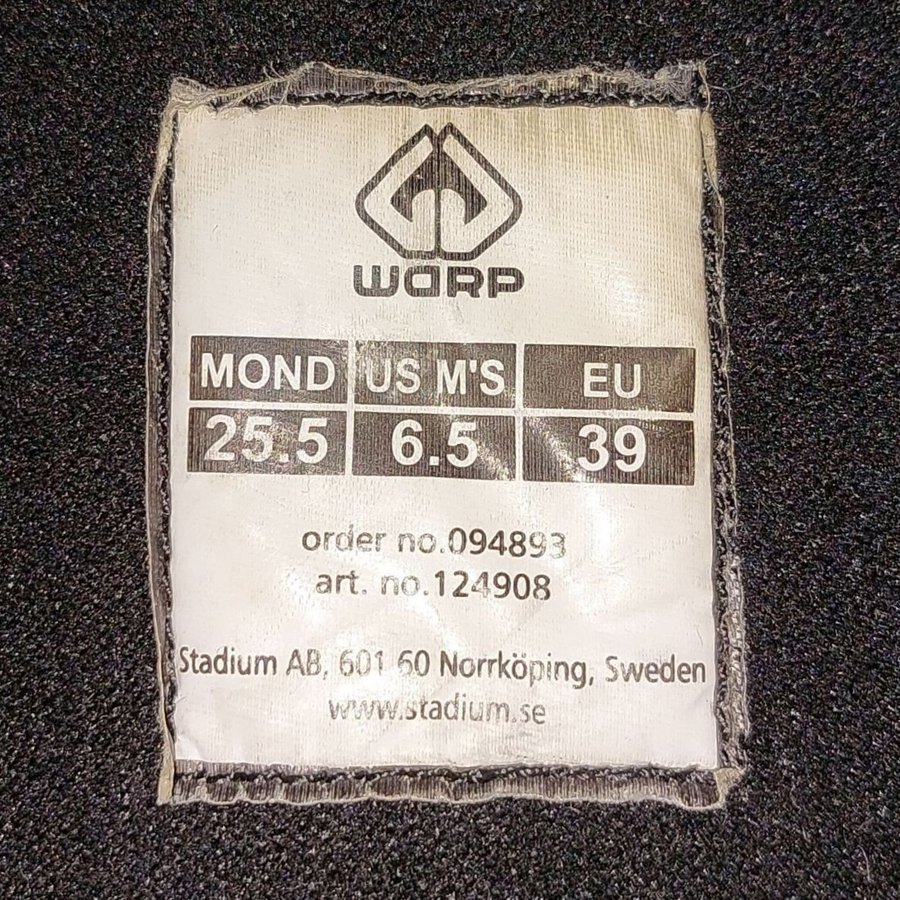 WARP
MOND US M'S EU
25.5 6.5 39
order no.094893
art. no.124908
Stadium AB, 601 60 Norrköping, Sweden
www.stadium.se